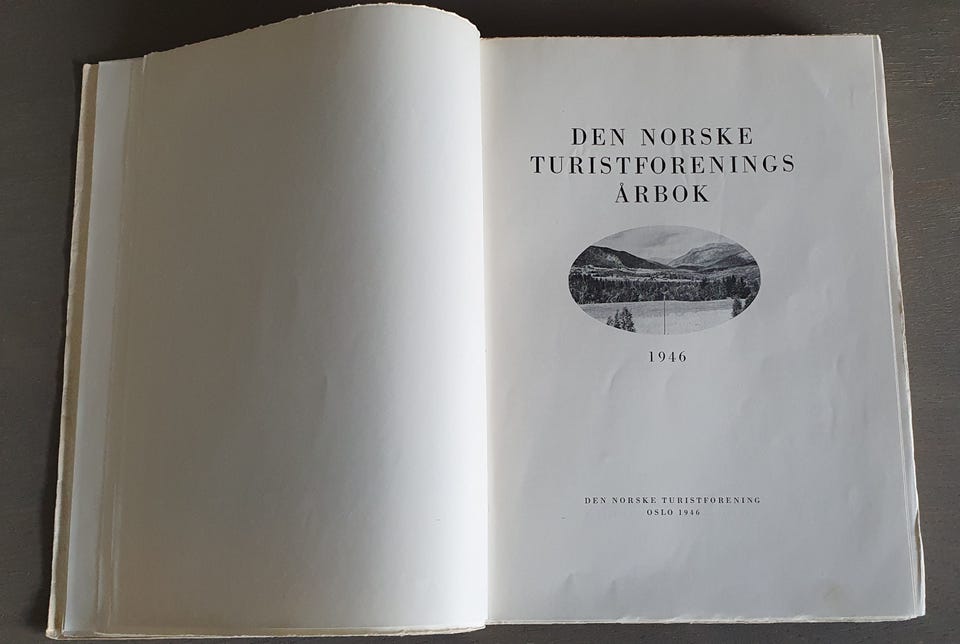 DEN NORSKE
TURISTFORENINGS
ÅRBOK
1946
DEN NORSKE TURISTFORENING
OSLO 1946